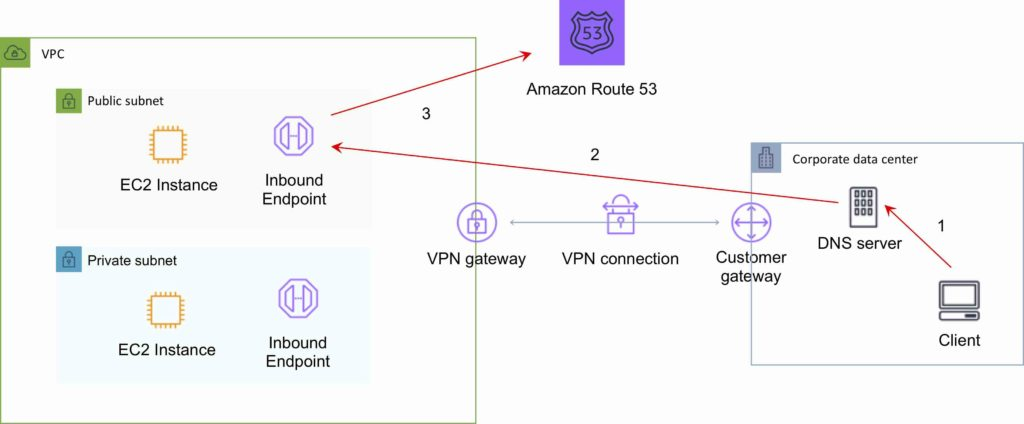 53
Amazon Route 53
VPC
Public subnet
EC2 Instance
Inbound
Endpoint
3
2
Corporate data center
1
DNS server
VPN gateway
VPN connection
Customer
gateway
Private subnet
EC2 Instance
Inbound
Endpoint
Client